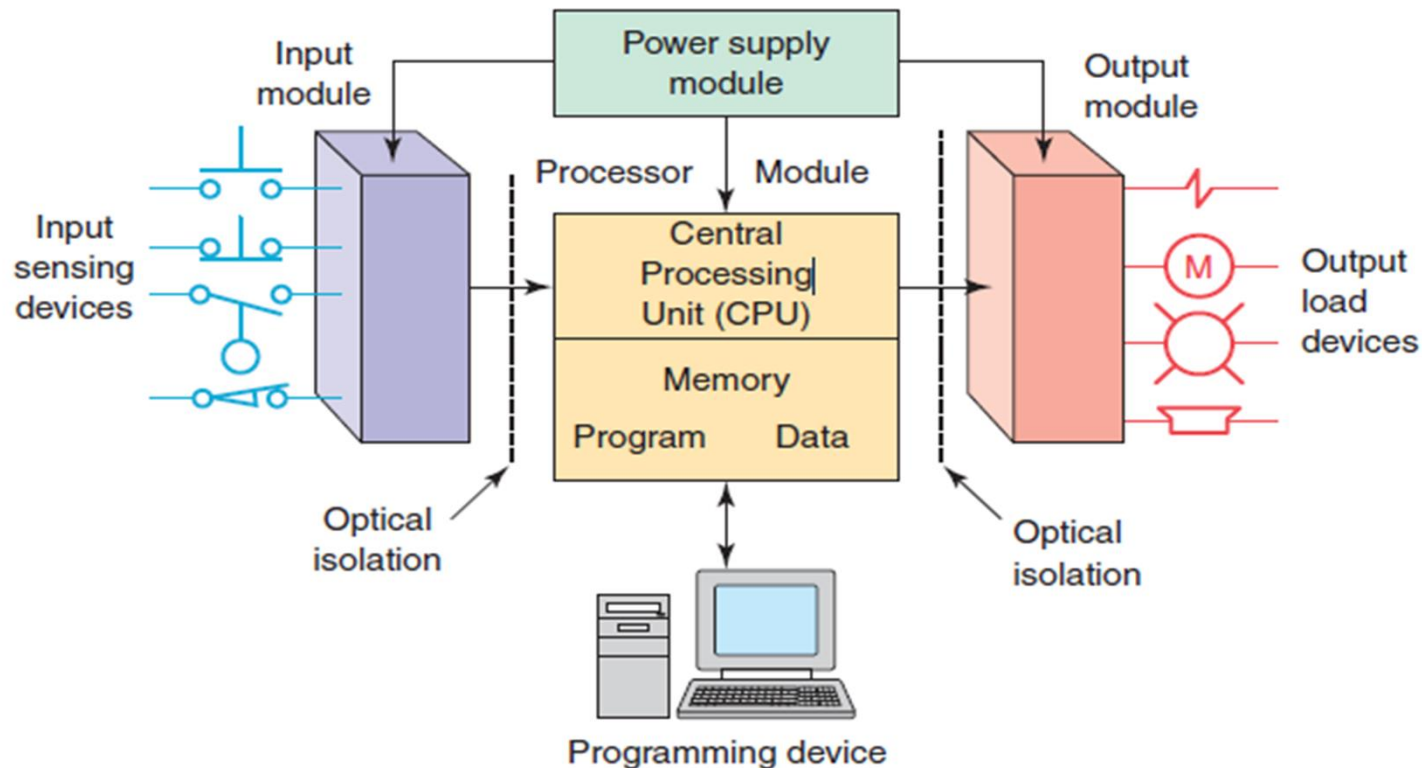 Power supply
module
Input
module
Output
module
Processor Module
Input
sensing
devices
Central
Processing
Unit (CPU)
Memory
Program Data
M
Output
load
devices
Optical
isolation
Optical
isolation
Programming device